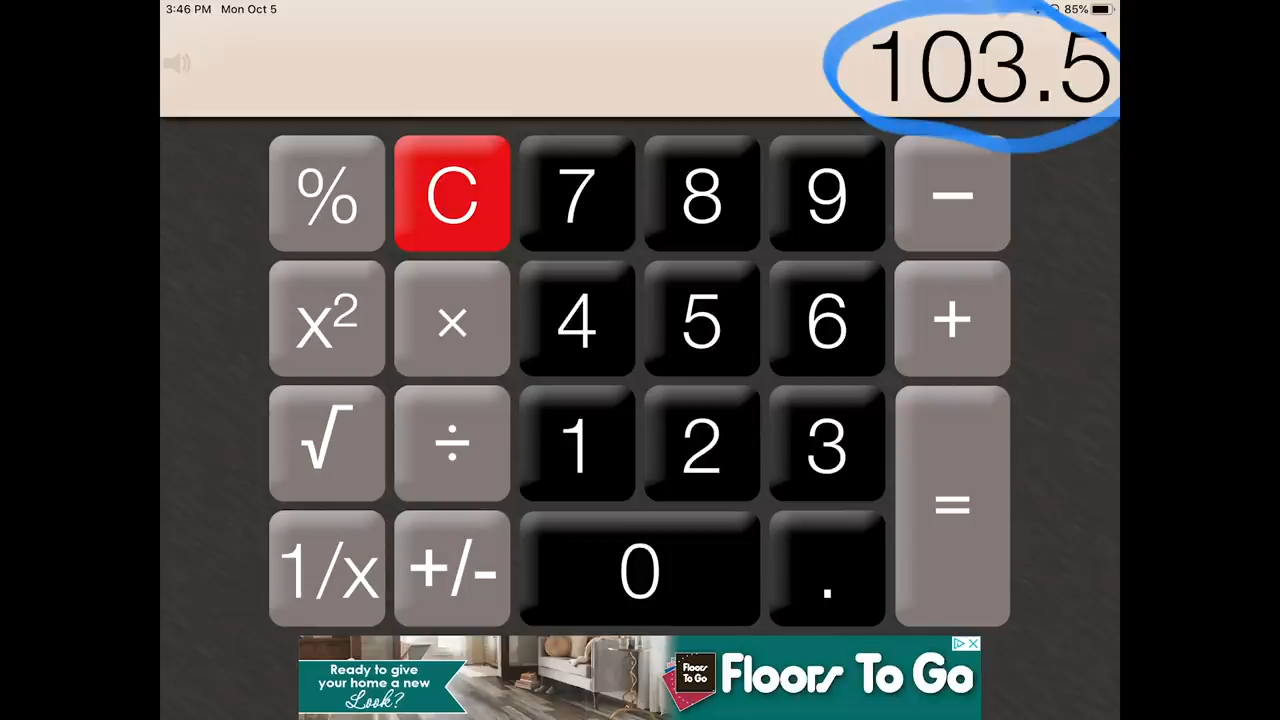 3:46 PM Mon Oct 5
85%
103.5
% C 7 8 9 −
x² × 4 5 6 +
√ ÷ 1 2 3
=
1/x +/- 0 .
Ready to give
your home a new
Look?
Floors
To Go
Floors To Go